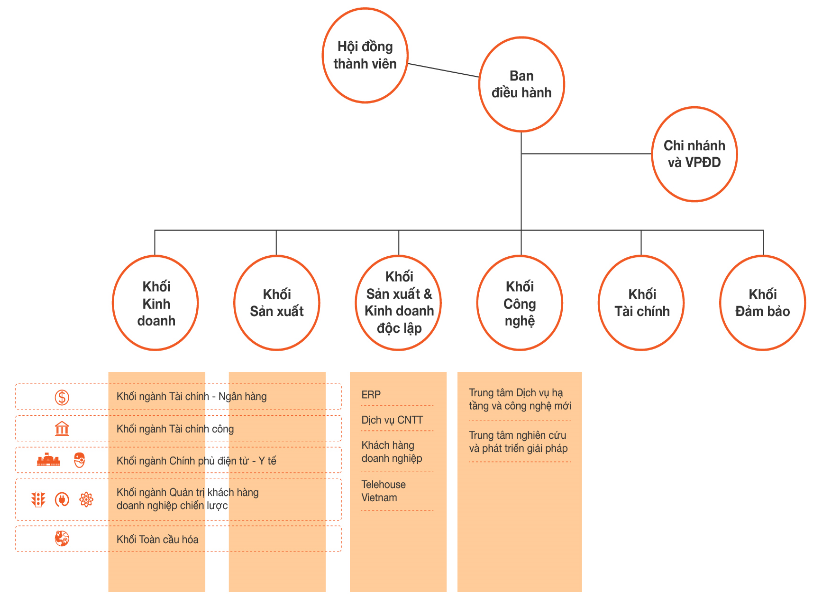 Hội đồng
thành viên
Ban
điều hành
Chi nhánh
và VPĐD
Khối
Kinh
doanh
Khối
Sản xuất
Khối
Sản xuất &
Kinh doanh
độc lập
Khối
Công
nghệ
Khối
Tài chính
Khối
Đảm bảo
Khối ngành Tài chính - Ngân hàng
Khối ngành Tài chính công
Khối ngành Chính phủ điện tử - Y tế
Khối ngành Quản trị khách hàng
doanh nghiệp chiến lược
Khối Toàn cầu hóa
ERP
Dịch vụ CNTT
Khách hàng
doanh nghiệp
Telehouse
Vietnam
Trung tâm Dịch vụ hạ
tầng và công nghệ mới
Trung tâm nghiên cứu
và phát triển giải pháp